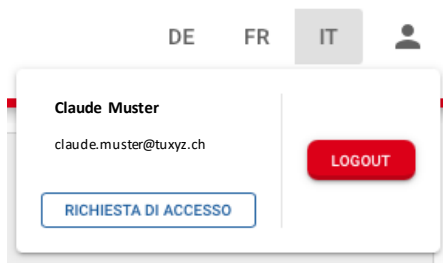 DE FR IT
Claude Muster
claude.muster@tuxyz.ch
LOGOUT
RICHIESTA DI ACCESSO